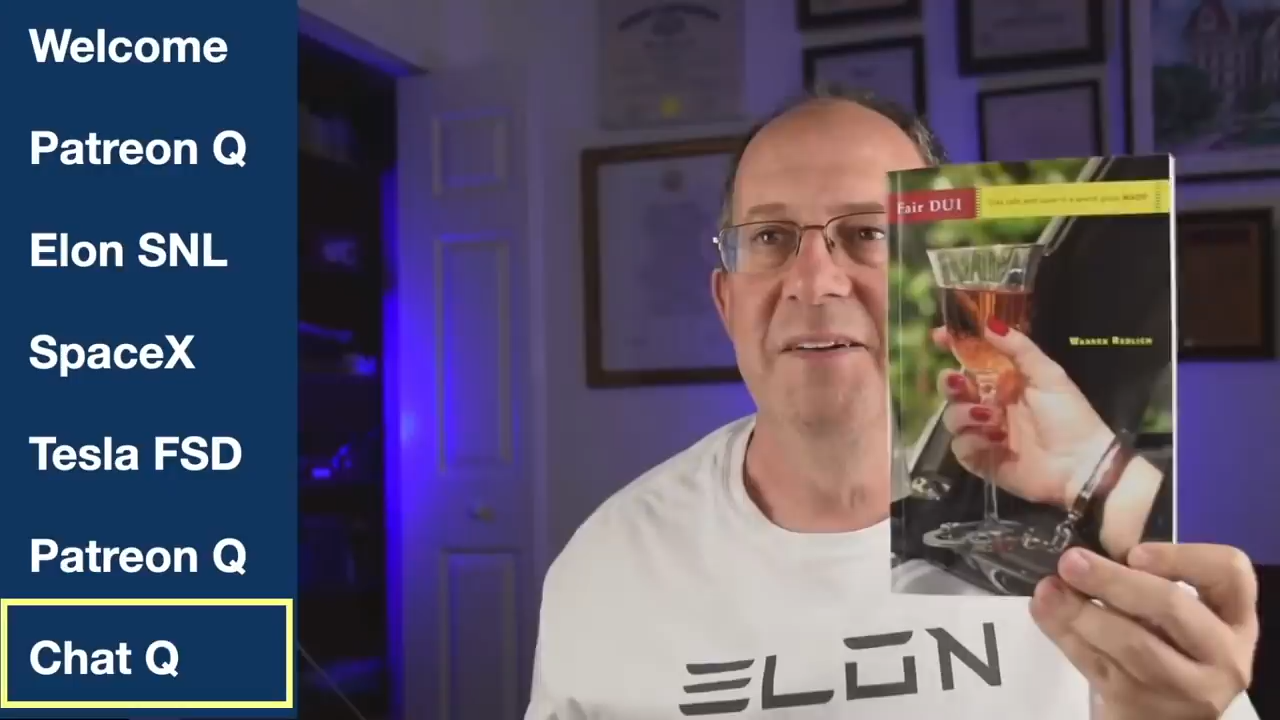 Welcome
Patreon Q
Elon SNL
SpaceX
Tesla FSD
Patreon Q
Chat Q
Fair DUI
WARREN REDLICH
ELON